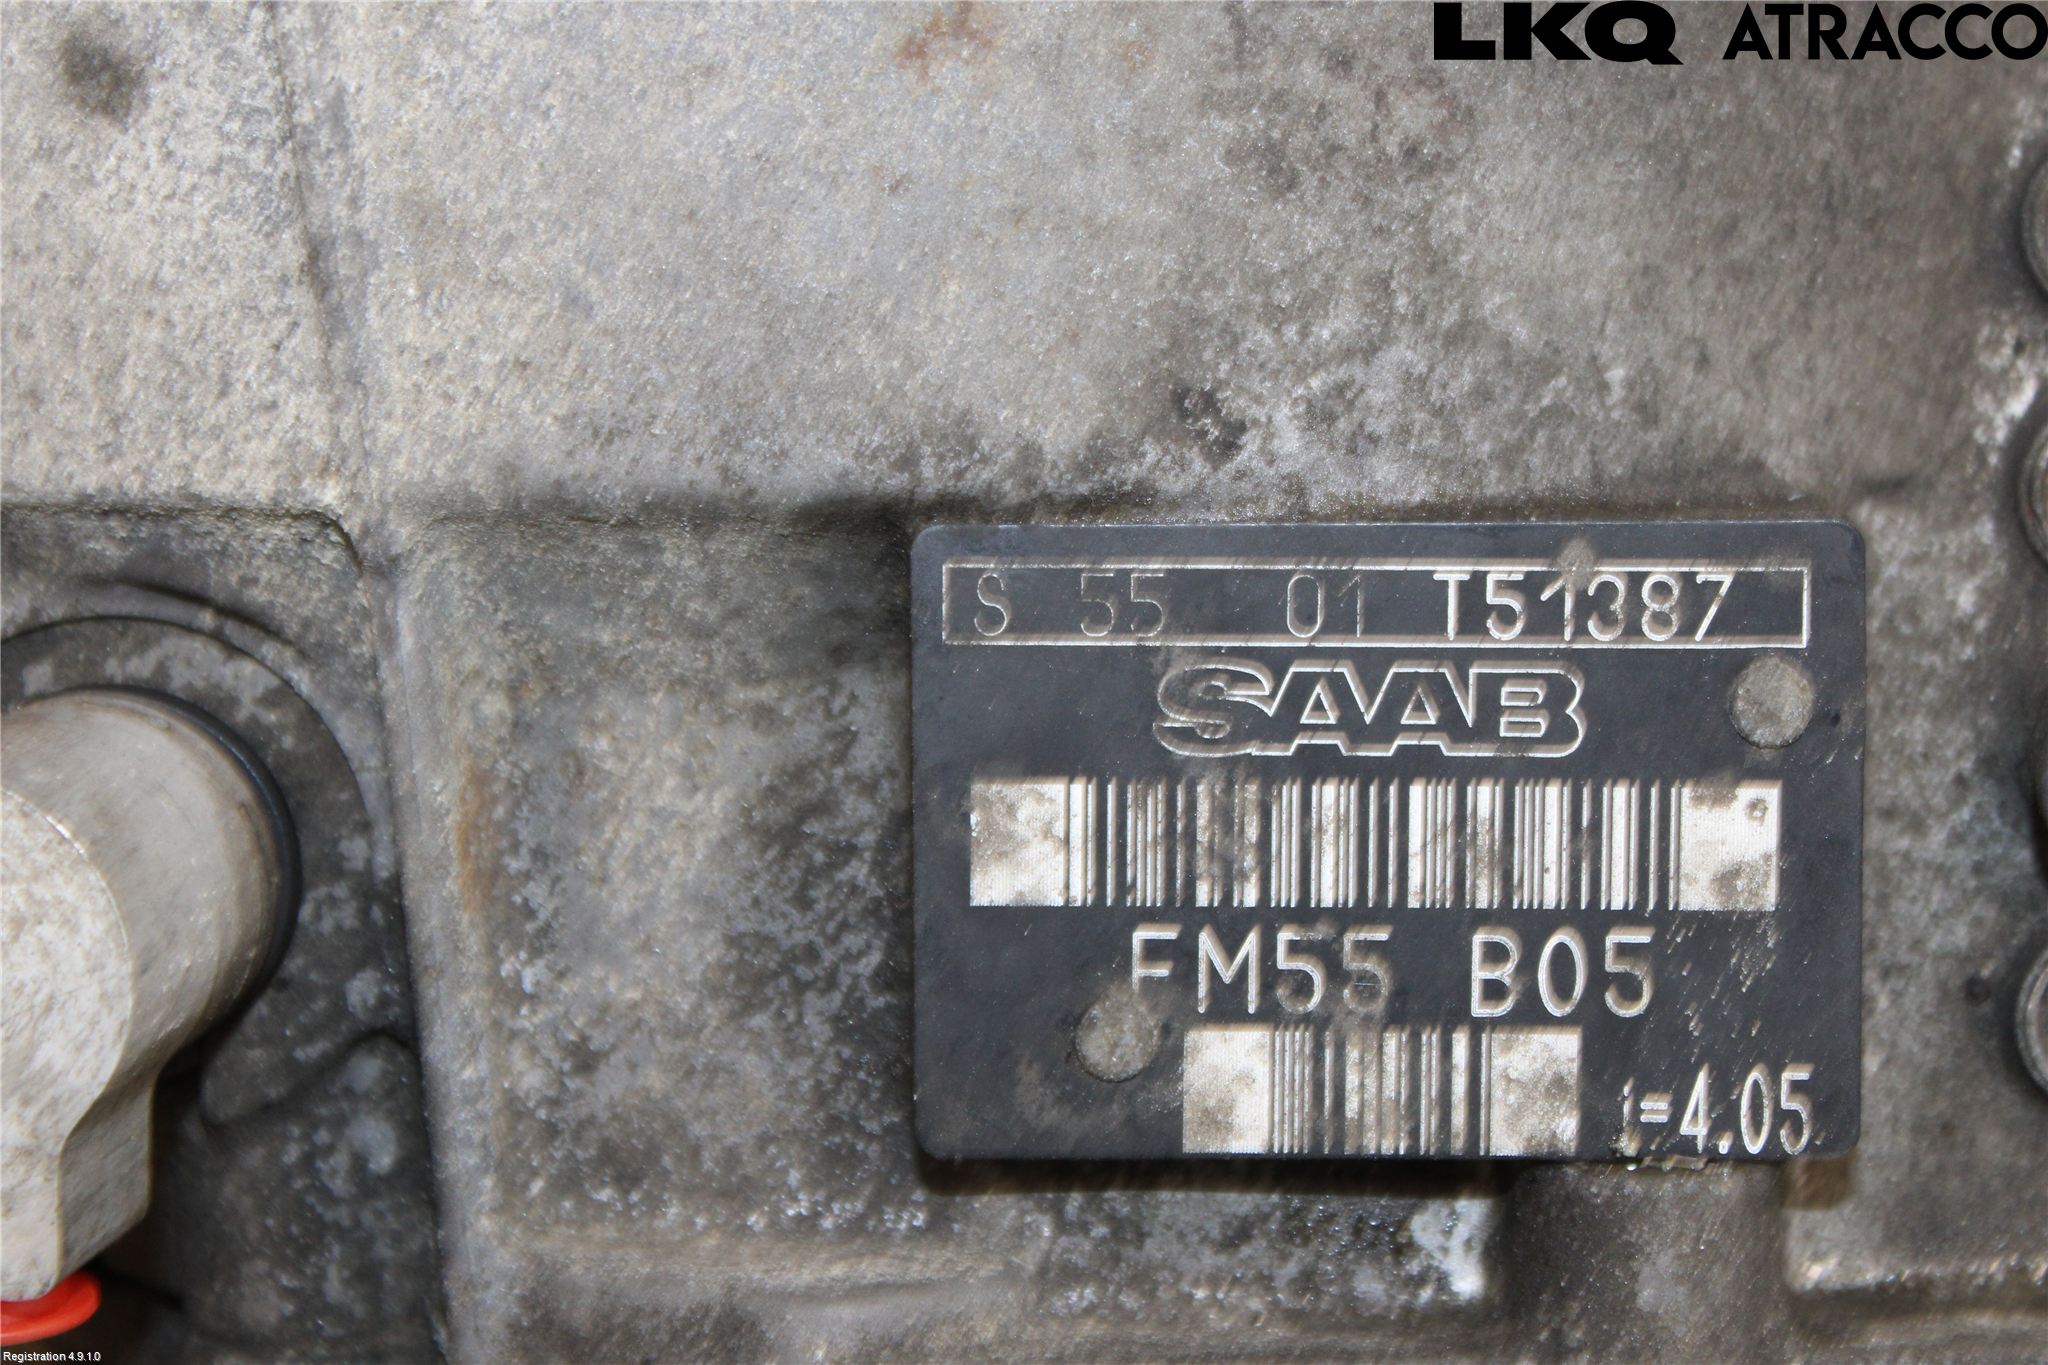 LKQ ATRACCO
S 55 01 T51387
SAAB
FM55 B05
i=4.05
Registration 4.9.1.0